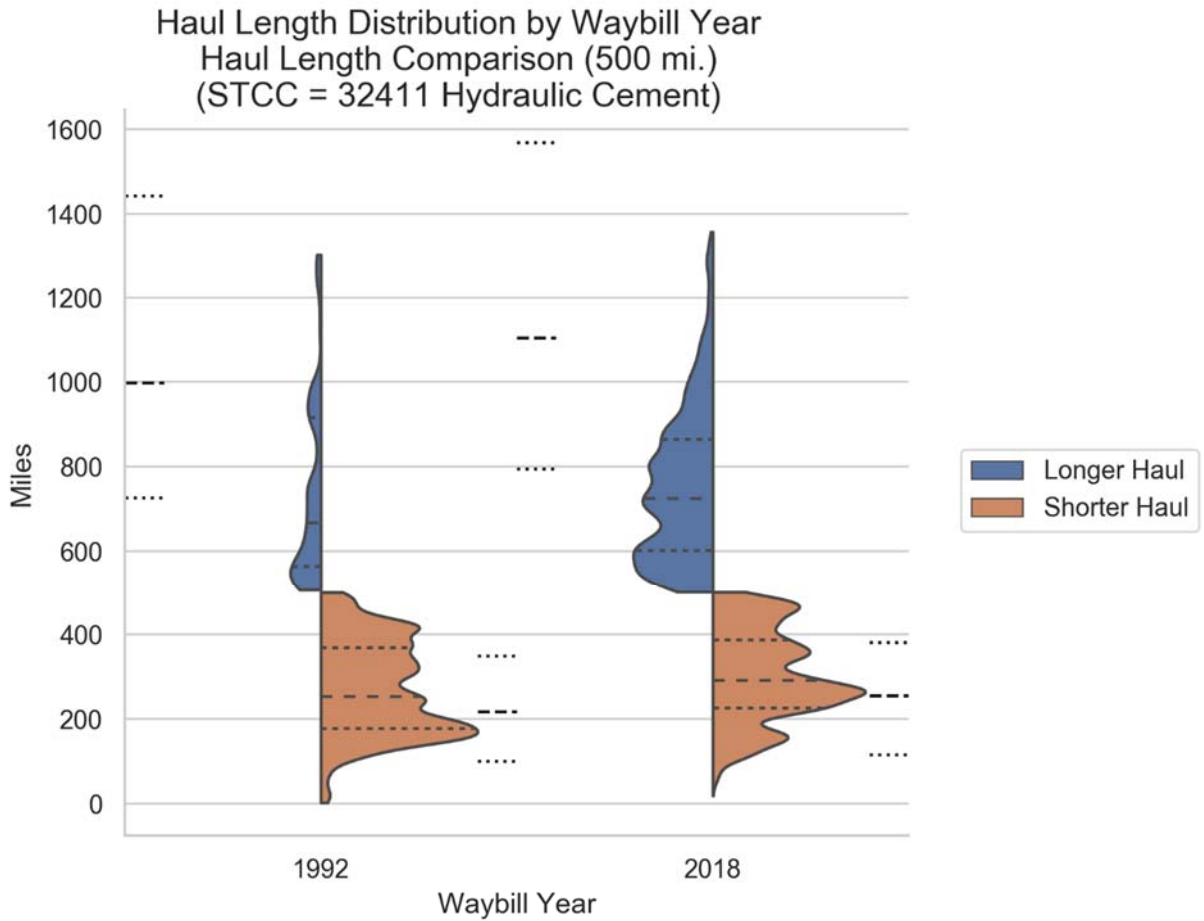 Haul Length Distribution by Waybill Year
Haul Length Comparison (500 mi.)
(STCC = 32411 Hydraulic Cement)
1600
1400
1200
1000
800
600
400
200
0
Miles
1992
2018
Waybill Year
Longer Haul
Shorter Haul